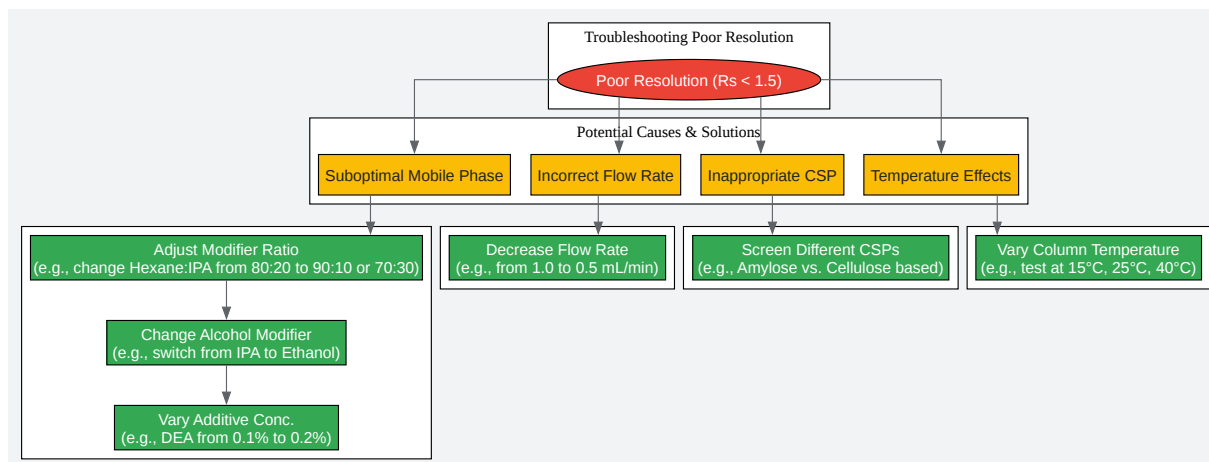 Troubleshooting Poor Resolution
Poor Resolution (Rs < 1.5)
Potential Causes & Solutions
Suboptimal Mobile Phase
Incorrect Flow Rate
Inappropriate CSP
Temperature Effects
Adjust Modifier Ratio
(e.g., change Hexane:IPA from 80:20 to 90:10 or 70:30)
Decrease Flow Rate
(e.g., from 1.0 to 0.5 mL/min)
Screen Different CSPs
(e.g., Amylose vs. Cellulose based)
Vary Column Temperature
(e.g., test at 15°C, 25°C, 40°C)
Change Alcohol Modifier
(e.g., switch from IPA to Ethanol)
Vary Additive Conc.
(e.g., DEA from 0.1% to 0.2%)